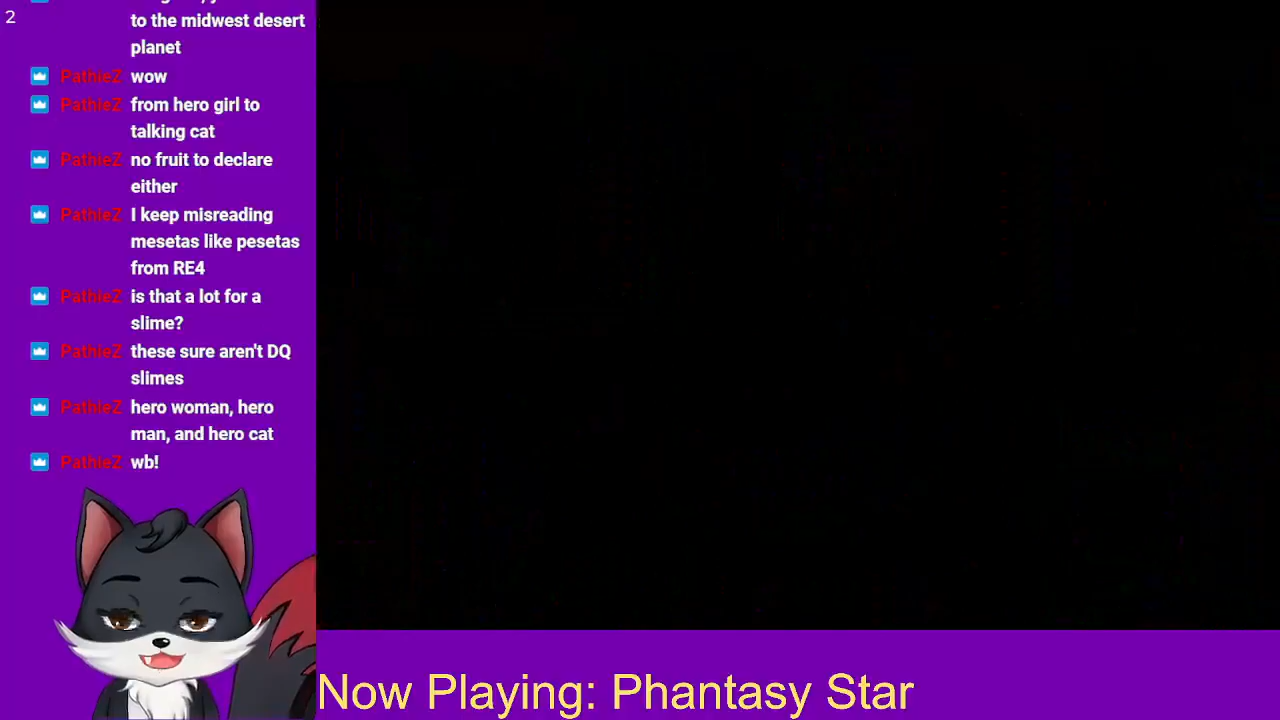 2
to the midwest desert
planet
PathieZ wow
PathieZ from hero girl to
talking cat
PathieZ no fruit to declare
either
PathieZ I keep misreading
mesetas like pesetas
from RE4
PathieZ is that a lot for a
slime?
PathieZ these sure aren't DQ
slimes
PathieZ hero woman, hero
man, and hero cat
PathieZ wb!
Now Playing: Phantasy Star